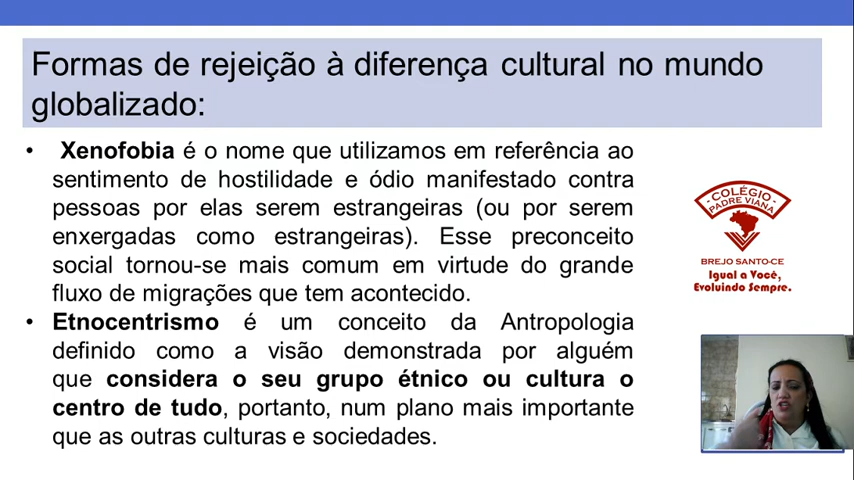 Formas de rejeição à diferença cultural no mundo
globalizado:
• Xenofobia é o nome que utilizamos em referência ao
sentimento de hostilidade e ódio manifestado contra
pessoas por elas serem estrangeiras (ou por serem
enxergadas como estrangeiras). Esse preconceito
social tornou-se mais comum em virtude do grande
fluxo de migrações que tem acontecido.
• Etnocentrismo é um conceito da Antropologia
definido como a visão demonstrada por alguém
que considera o seu grupo étnico ou cultura o
centro de tudo, portanto, num plano mais importante
que as outras culturas e sociedades.
·COLÉGIO·
PADRE VIANA
BREJO SANTO-CE
Igual a Você,
Evoluindo Sempre.